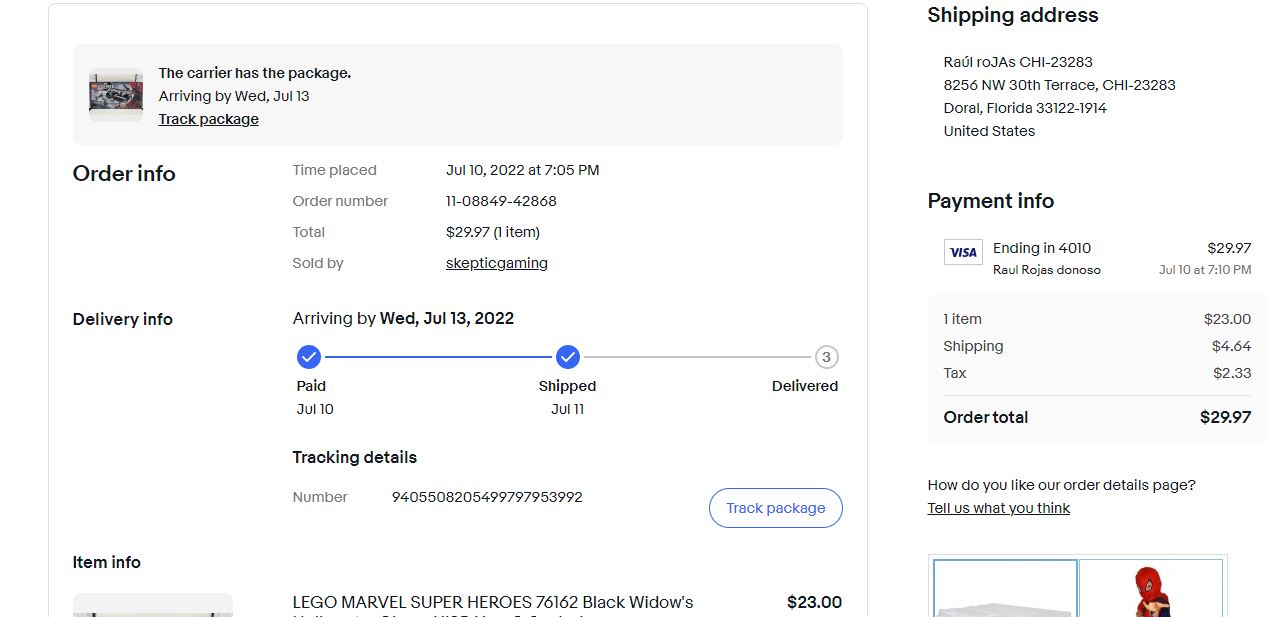 The carrier has the package.
Arriving by Wed, Jul 13
Track package
Order info
Time placed Jul 10, 2022 at 7:05 PM
Order number 11-08849-42868
Total $29.97 (1 item)
Sold by skepticgaming
Delivery info
Arriving by Wed, Jul 13, 2022
3
Paid Shipped Delivered
Jul 10 Jul 11
Tracking details
Number 9405508205499797953992
Track package
Item info
LEGO MARVEL SUPER HEROES 76162 Black Widow's $23.00
Shipping address
Raúl roJAs CHI-23283
8256 NW 30th Terrace, CHI-23283
Doral, Florida 33122-1914
United States
Payment info
VISA Ending in 4010 $29.97
Raul Rojas donoso Jul 10 at 7:10 PM
1 item $23.00
Shipping $4.64
Tax $2.33
Order total $29.97
How do you like our order details page?
Tell us what you think